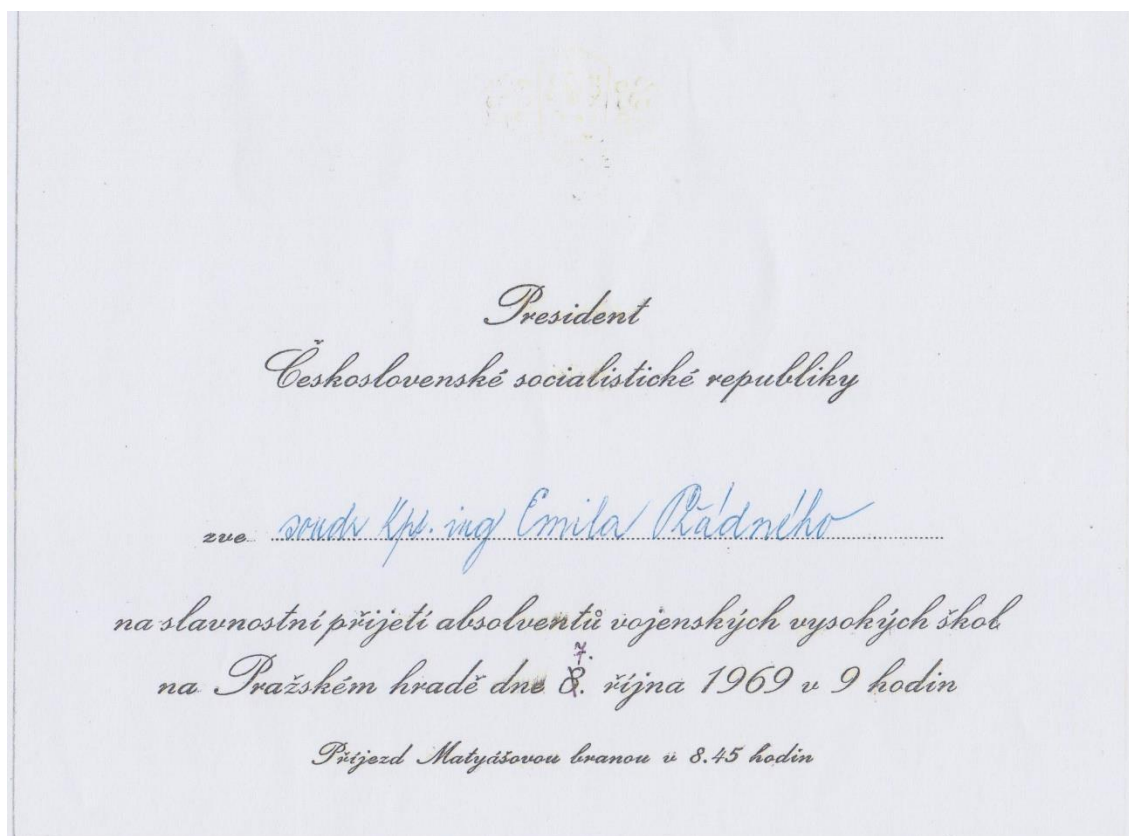 President
Československé socialistické republiky
zve soudr kpt. ing Emila Řádného
na slavnostní přijetí absolventů vojenských vysokých škol
7.
na Pražském hradě dne 8. října 1969 v 9 hodin
Příjezd Matyášovou branou v 8.45 hodin